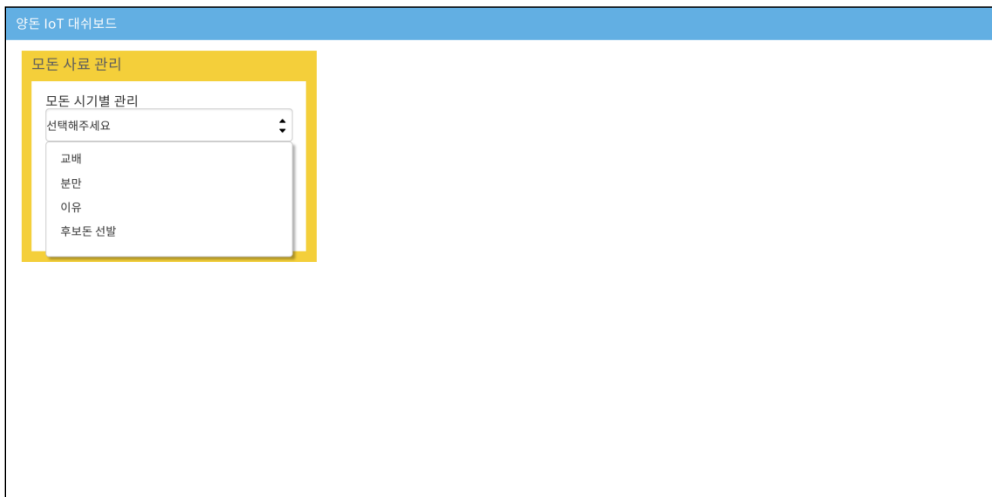 양돈 IoT 대쉬보드
모돈 사료 관리
모돈 시기별 관리
선택해주세요
교배
분만
이유
후보돈 선발